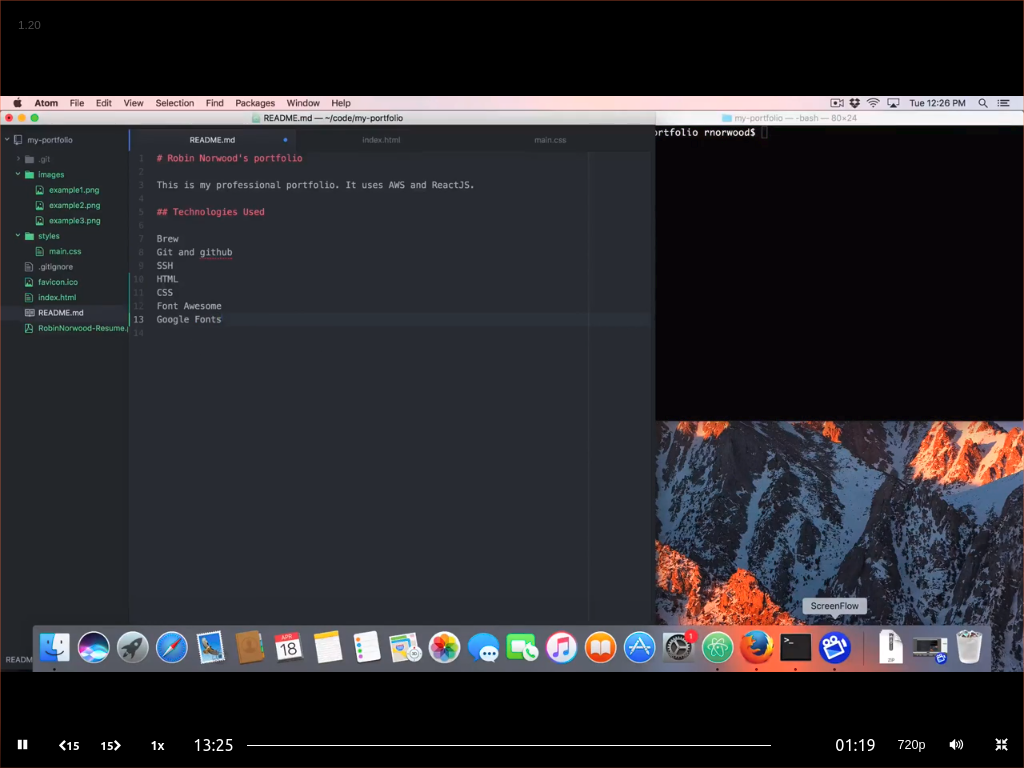 1.20
Atom File Edit View Selection Find Packages Window Help
Tue 12:26 PM
README.md — ~/code/my-portfolio
my-portfolio — -bash — 80×24
my-portfolio
README.md
index.html
main.css
ortfolio rnorwood$
.git
images
example1.png
example2.png
example3.png
styles
main.css
.gitignore
favicon.ico
index.html
README.md
RobinNorwood-Resume.
1 # Robin Norwood's portfolio
2
3 This is my professional portfolio. It uses AWS and ReactJS.
4
5 ## Technologies Used
6
7 Brew
8 Git and github
9 SSH
10 HTML
11 CSS
12 Font Awesome
13 Google Fonts
14
ScreenFlow
READM
APR
18
1
ZIP
15 15 1x 13:25 01:19 720p